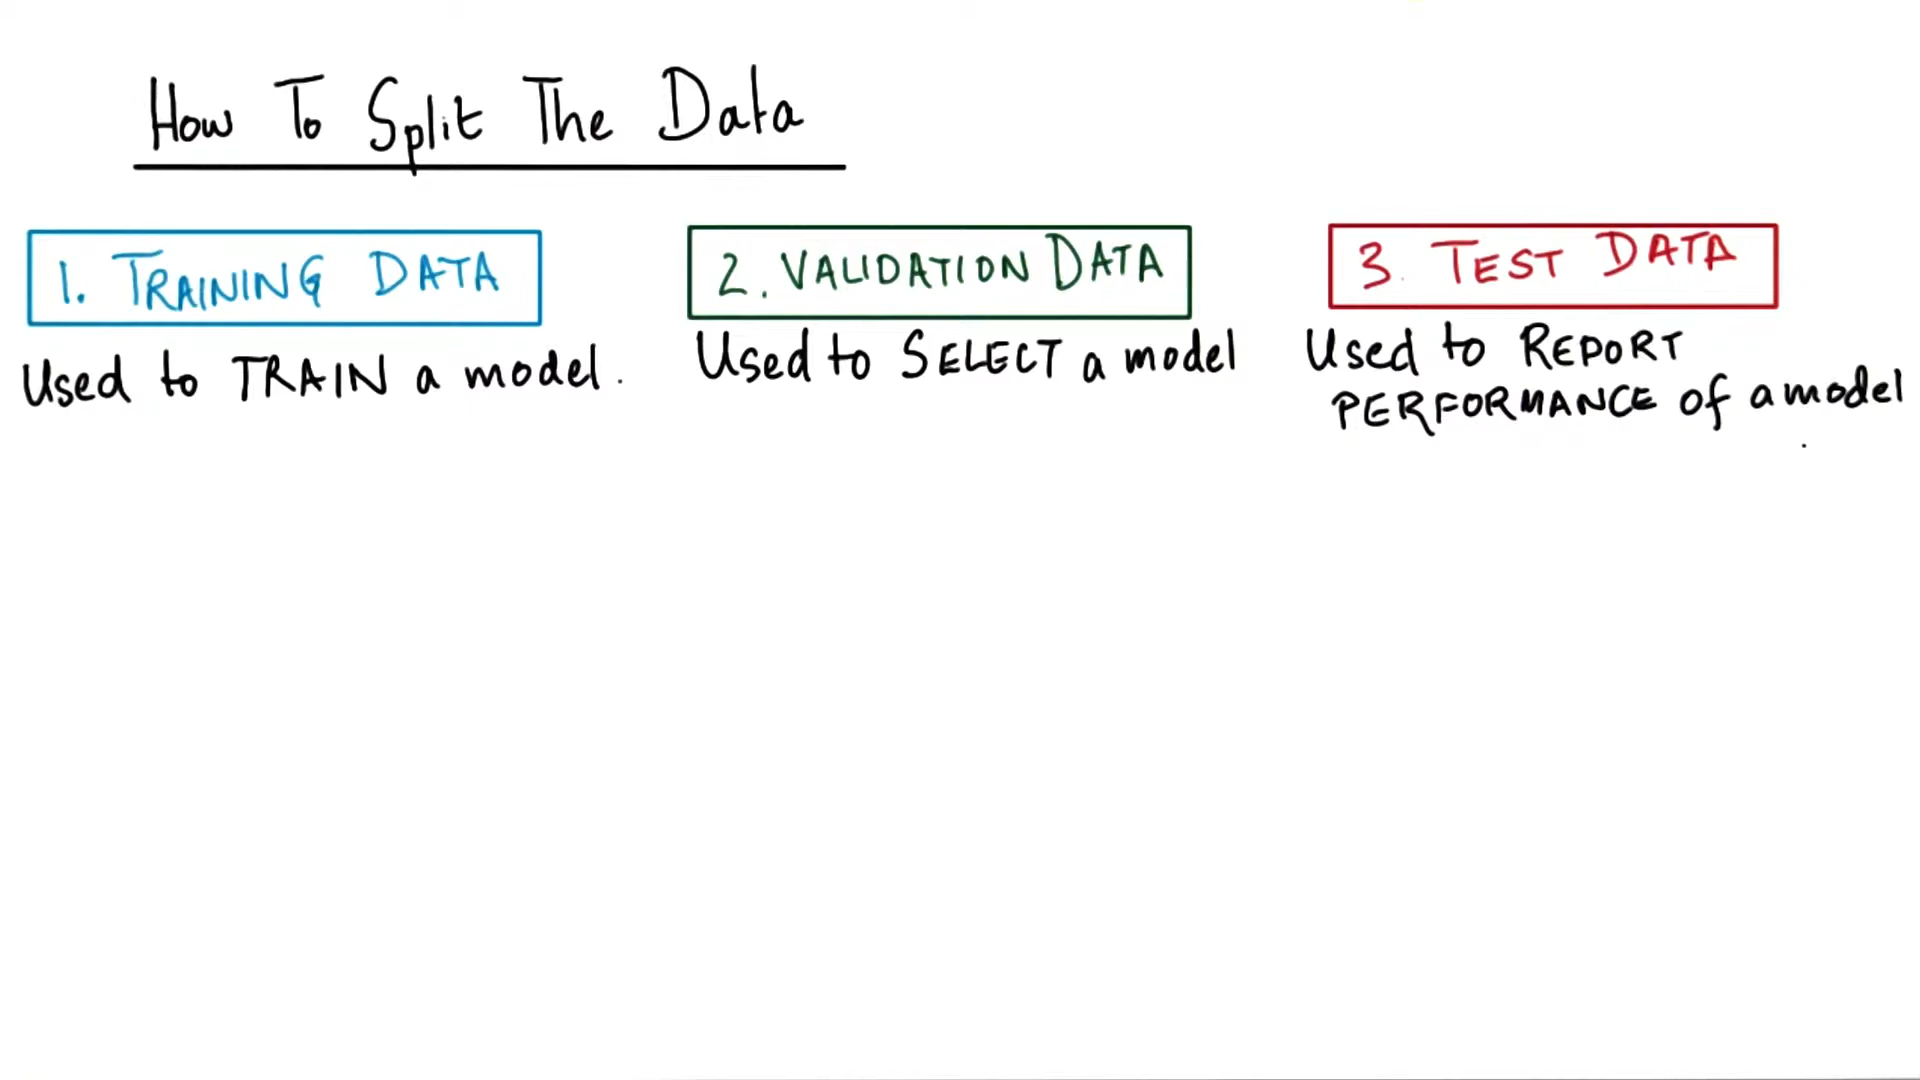 How To Split The Data
1. TRAINING DATA
Used to TRAIN a model.
2. VALIDATION DATA
Used to SELECT a model
3. TEST DATA
Used to REPORT
PERFORMANCE of a model